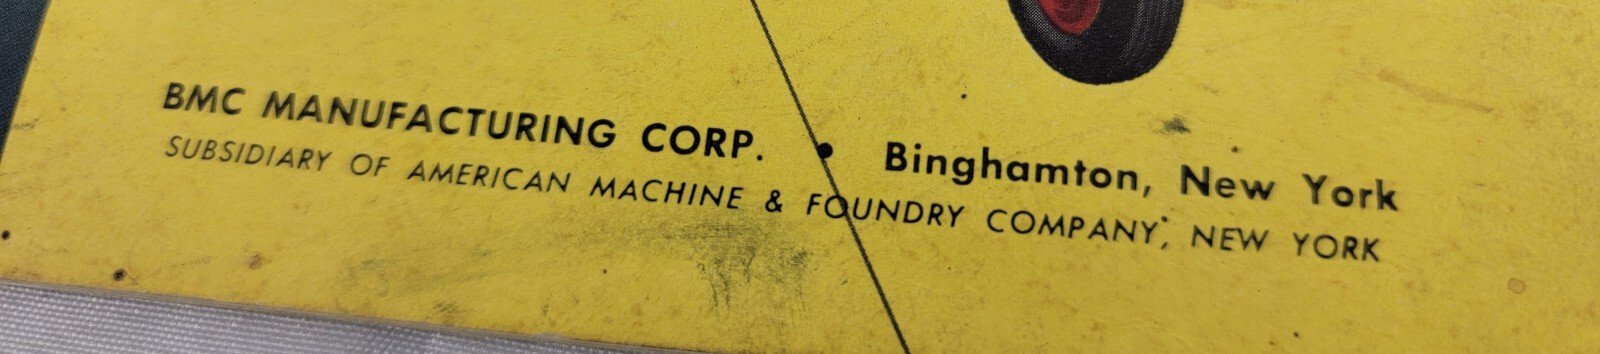 BMC MANUFACTURING CORP. • Binghamton, New York
SUBSIDIARY OF AMERICAN MACHINE & FOUNDRY COMPANY, NEW YORK